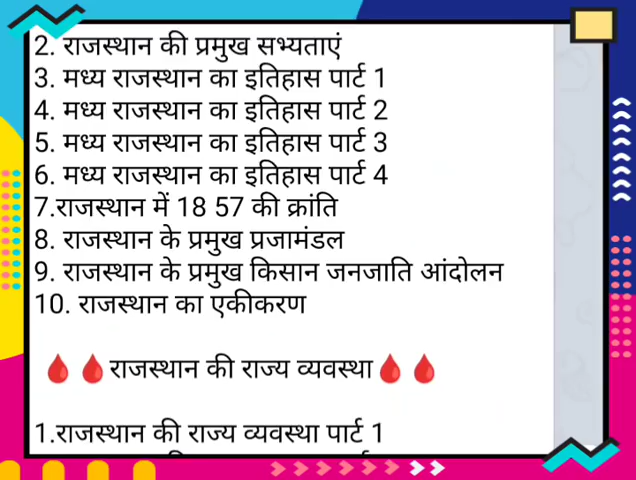 2. राजस्थान की प्रमुख सभ्यताएं
3. मध्य राजस्थान का इतिहास पार्ट 1
4. मध्य राजस्थान का इतिहास पार्ट 2
5. मध्य राजस्थान का इतिहास पार्ट 3
6. मध्य राजस्थान का इतिहास पार्ट 4
7.राजस्थान में 18 57 की क्रांति
8. राजस्थान के प्रमुख प्रजामंडल
9. राजस्थान के प्रमुख किसान जनजाति आंदोलन
10. राजस्थान का एकीकरण
🩸🩸राजस्थान की राज्य व्यवस्था🩸🩸
1.राजस्थान की राज्य व्यवस्था पार्ट 1